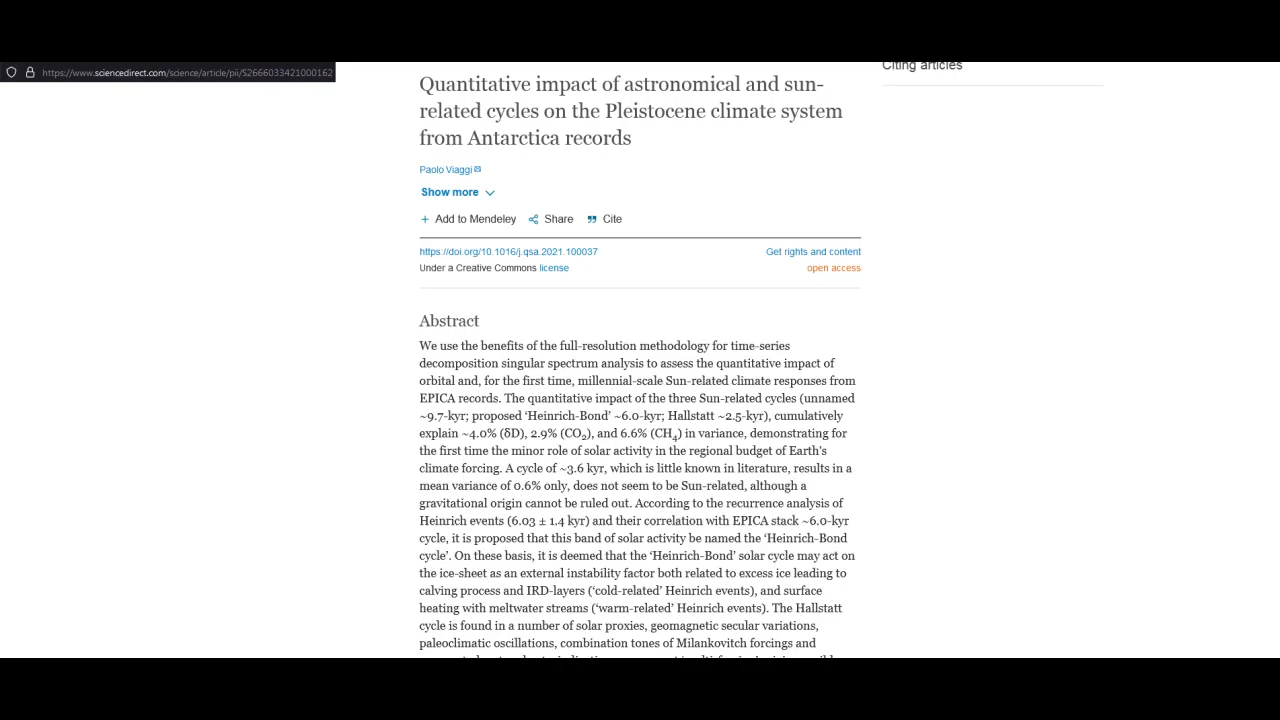 https://www.sciencedirect.com/science/article/pii/S2666033421000162
Citing articles
Quantitative impact of astronomical and sun-
related cycles on the Pleistocene climate system
from Antarctica records
Paolo Viaggi
Show more
Add to Mendeley Share Cite
https://doi.org/10.1016/j.qsa.2021.100037 Get rights and content
Under a Creative Commons license open access
Abstract
We use the benefits of the full-resolution methodology for time-series
decomposition singular spectrum analysis to assess the quantitative impact of
orbital and, for the first time, millennial-scale Sun-related climate responses from
EPICA records. The quantitative impact of the three Sun-related cycles (unnamed
~9.7-kyr; proposed ‘Heinrich-Bond’ ~6.0-kyr; Hallstatt ~2.5-kyr), cumulatively
explain ~4.0% (δD), 2.9% (CO₂), and 6.6% (CH₄) in variance, demonstrating for
the first time the minor role of solar activity in the regional budget of Earth's
climate forcing. A cycle of ~3.6 kyr, which is little known in literature, results in a
mean variance of 0.6% only, does not seem to be Sun-related, although a
gravitational origin cannot be ruled out. According to the recurrence analysis of
Heinrich events (6.03 ± 1.4 kyr) and their correlation with EPICA stack ~6.0-kyr
cycle, it is proposed that this band of solar activity be named the ‘Heinrich-Bond
cycle’. On these basis, it is deemed that the ‘Heinrich-Bond’ solar cycle may act on
the ice-sheet as an external instability factor both related to excess ice leading to
calving process and IRD-layers (‘cold-related’ Heinrich events), and surface
heating with meltwater streams (‘warm-related’ Heinrich events). The Hallstatt
cycle is found in a number of solar proxies, geomagnetic secular variations,
paleoclimatic oscillations, combination tones of Milankovitch forcings and